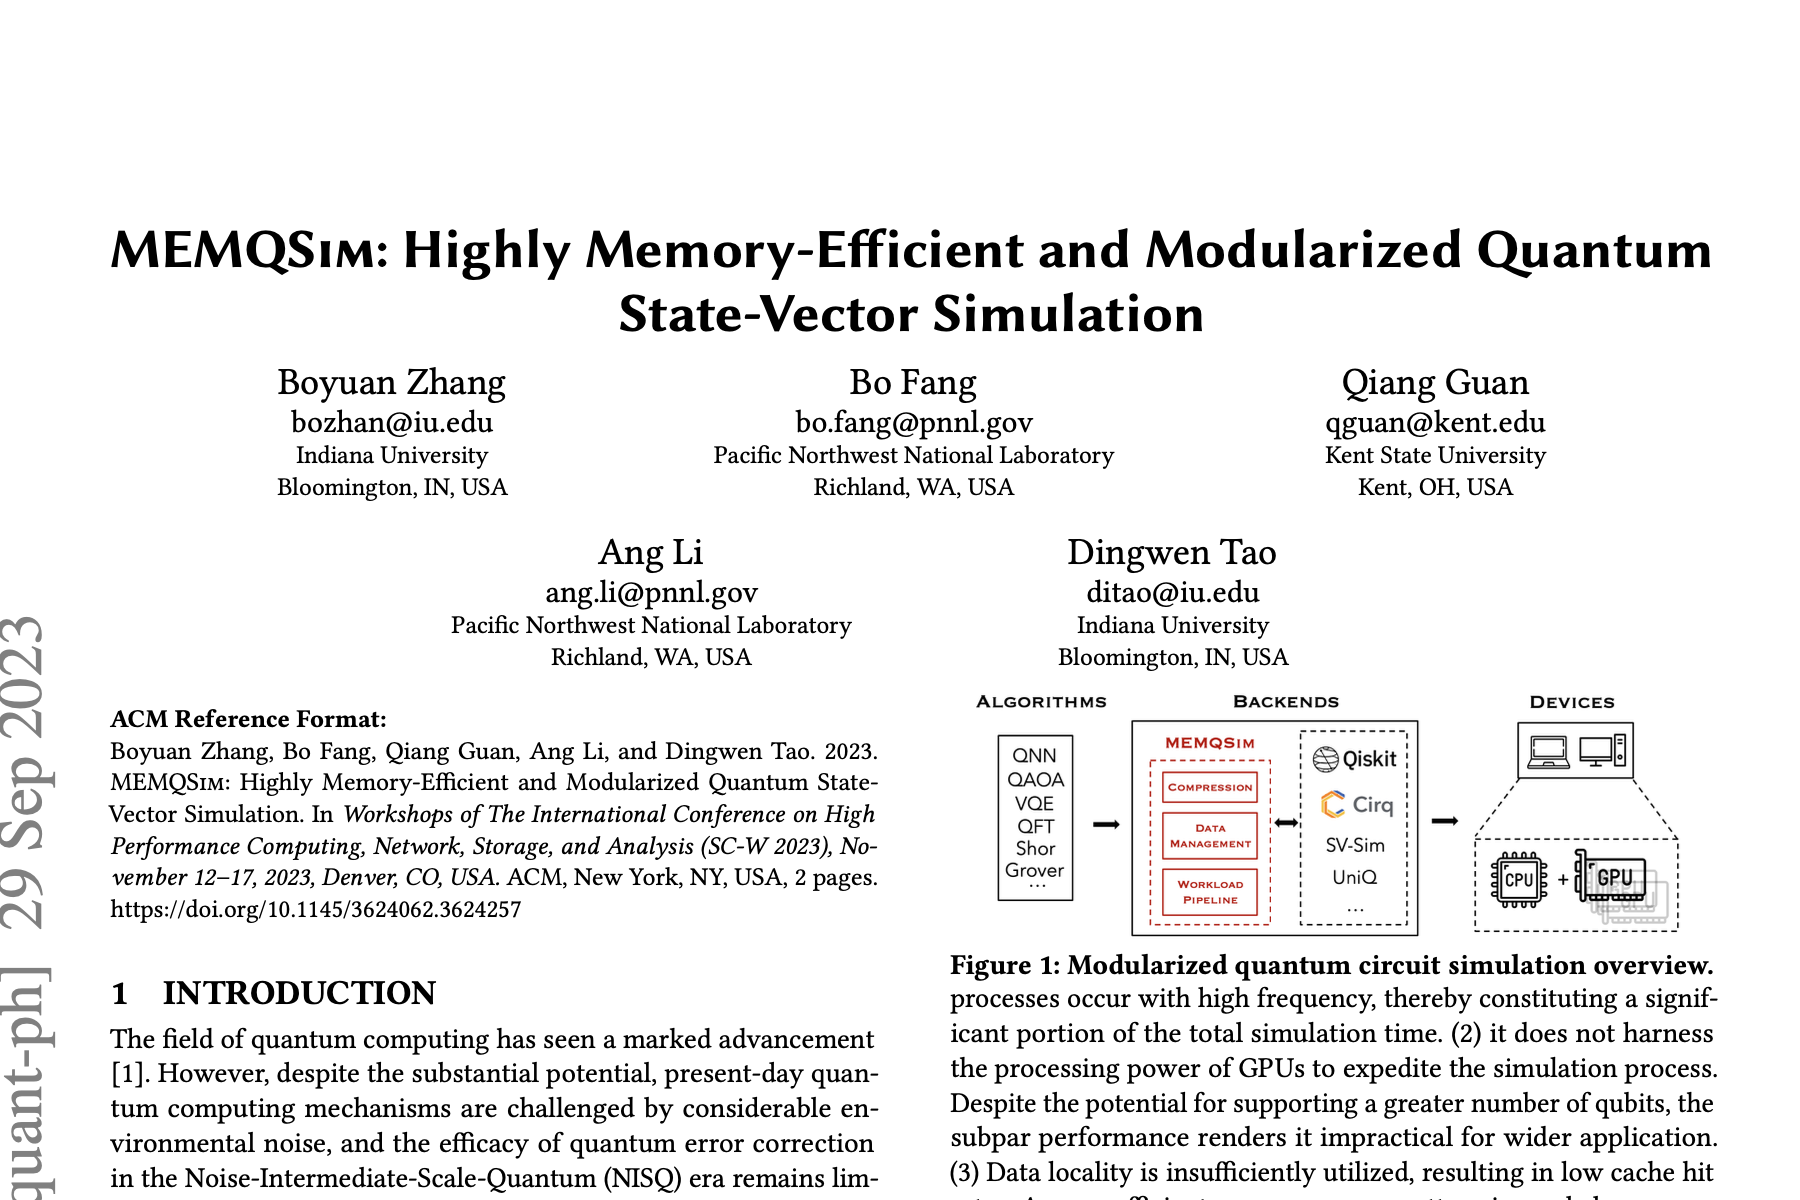 MEMQSim: Highly Memory-Efficient and Modularized Quantum
State-Vector Simulation
Boyuan Zhang
bozhan@iu.edu
Indiana University
Bloomington, IN, USA
Bo Fang
bo.fang@pnnl.gov
Pacific Northwest National Laboratory
Richland, WA, USA
Qiang Guan
qguan@kent.edu
Kent State University
Kent, OH, USA
Ang Li
ang.li@pnnl.gov
Pacific Northwest National Laboratory
Richland, WA, USA
Dingwen Tao
ditao@iu.edu
Indiana University
Bloomington, IN, USA
quant-ph] 29 Sep 2023
ACM Reference Format:
Boyuan Zhang, Bo Fang, Qiang Guan, Ang Li, and Dingwen Tao. 2023.
MEMQSim: Highly Memory-Efficient and Modularized Quantum State-
Vector Simulation. In Workshops of The International Conference on High
Performance Computing, Network, Storage, and Analysis (SC-W 2023), No-
vember 12–17, 2023, Denver, CO, USA. ACM, New York, NY, USA, 2 pages.
https://doi.org/10.1145/3624062.3624257
1 INTRODUCTION
The field of quantum computing has seen a marked advancement
[1]. However, despite the substantial potential, present-day quan-
tum computing mechanisms are challenged by considerable en-
vironmental noise, and the efficacy of quantum error correction
in the Noise-Intermediate-Scale-Quantum (NISQ) era remains lim-
Algorithms
QNN
QAOA
VQE
QFT
Shor
Grover
...
Backends
MEMQSim
Compression
Data
Management
Workload
Pipeline
Qiskit
Cirq
SV-Sim
UniQ
...
Devices
CPU + GPU
Figure 1: Modularized quantum circuit simulation overview.
processes occur with high frequency, thereby constituting a signif-
icant portion of the total simulation time. (2) it does not harness
the processing power of GPUs to expedite the simulation process.
Despite the potential for supporting a greater number of qubits, the
subpar performance renders it impractical for wider application.
(3) Data locality is insufficiently utilized, resulting in low cache hit